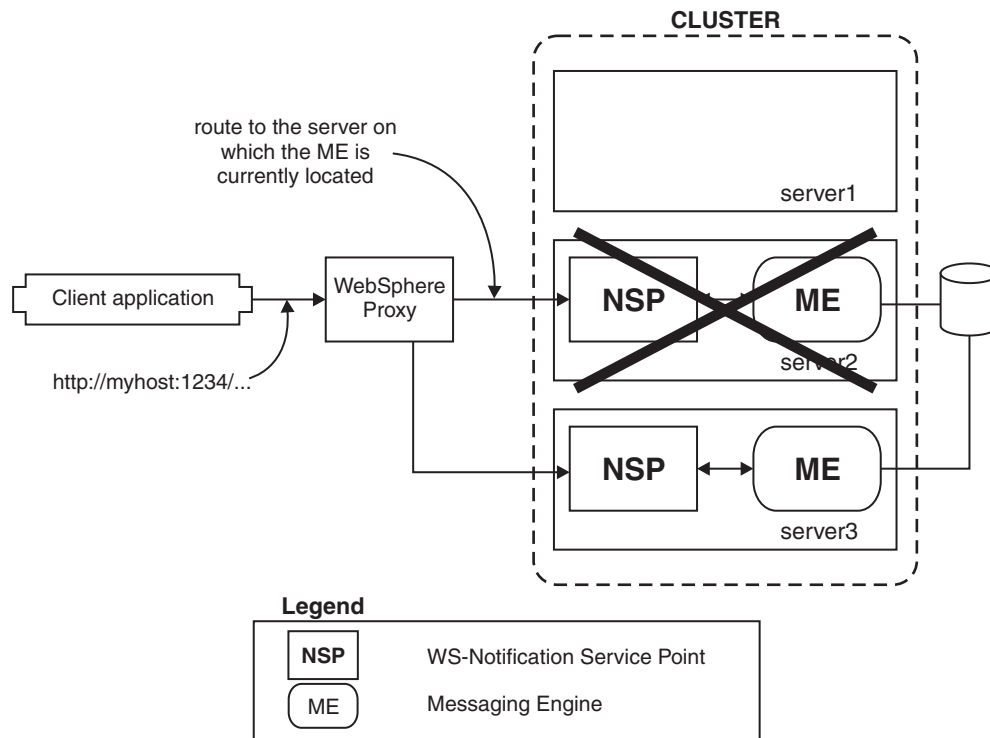 CLUSTER
route to the server on
which the ME is
currently located
server1
Client application
WebSphere
Proxy
NSP
ME
server2
http://myhost:1234/...
NSP
ME
server3
Legend
NSP
WS-Notification Service Point
ME
Messaging Engine